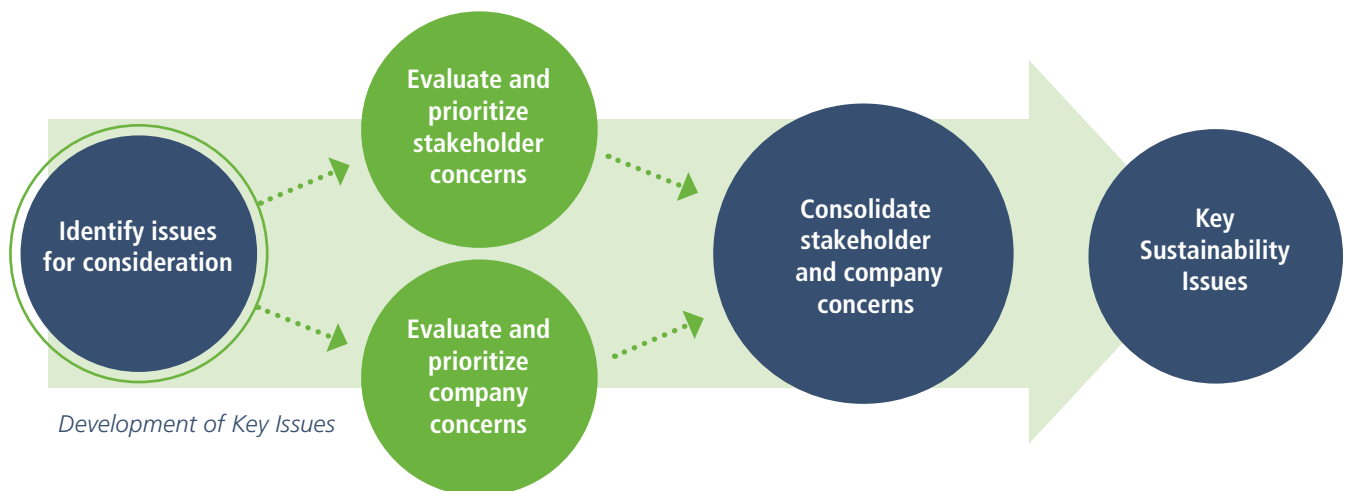 Identify issues
for consideration
Evaluate and
prioritize
stakeholder
concerns
Evaluate and
prioritize
company
concerns
Consolidate
stakeholder
and company
concerns
Key
Sustainability
Issues
Development of Key Issues